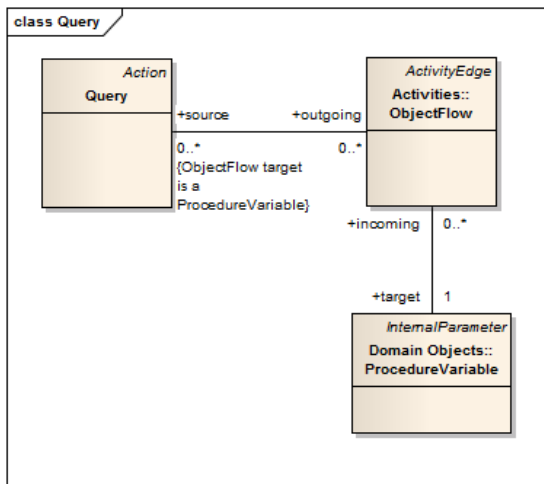 class Query
Action
Query
ActivityEdge
Activities::
ObjectFlow
+source
+outgoing
0..*
0..*
{ObjectFlow target
is a
ProcedureVariable}
+incoming
0..*
+target
1
InternalParameter
Domain Objects::
ProcedureVariable